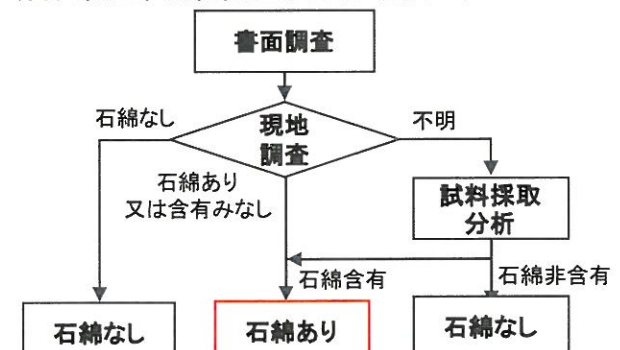 書面調査
石綿なし
現地
調査
不明
石綿あり
又は含有みなし
試料採取
分析
石綿含有
石綿非含有
石綿なし
石綿あり
石綿なし